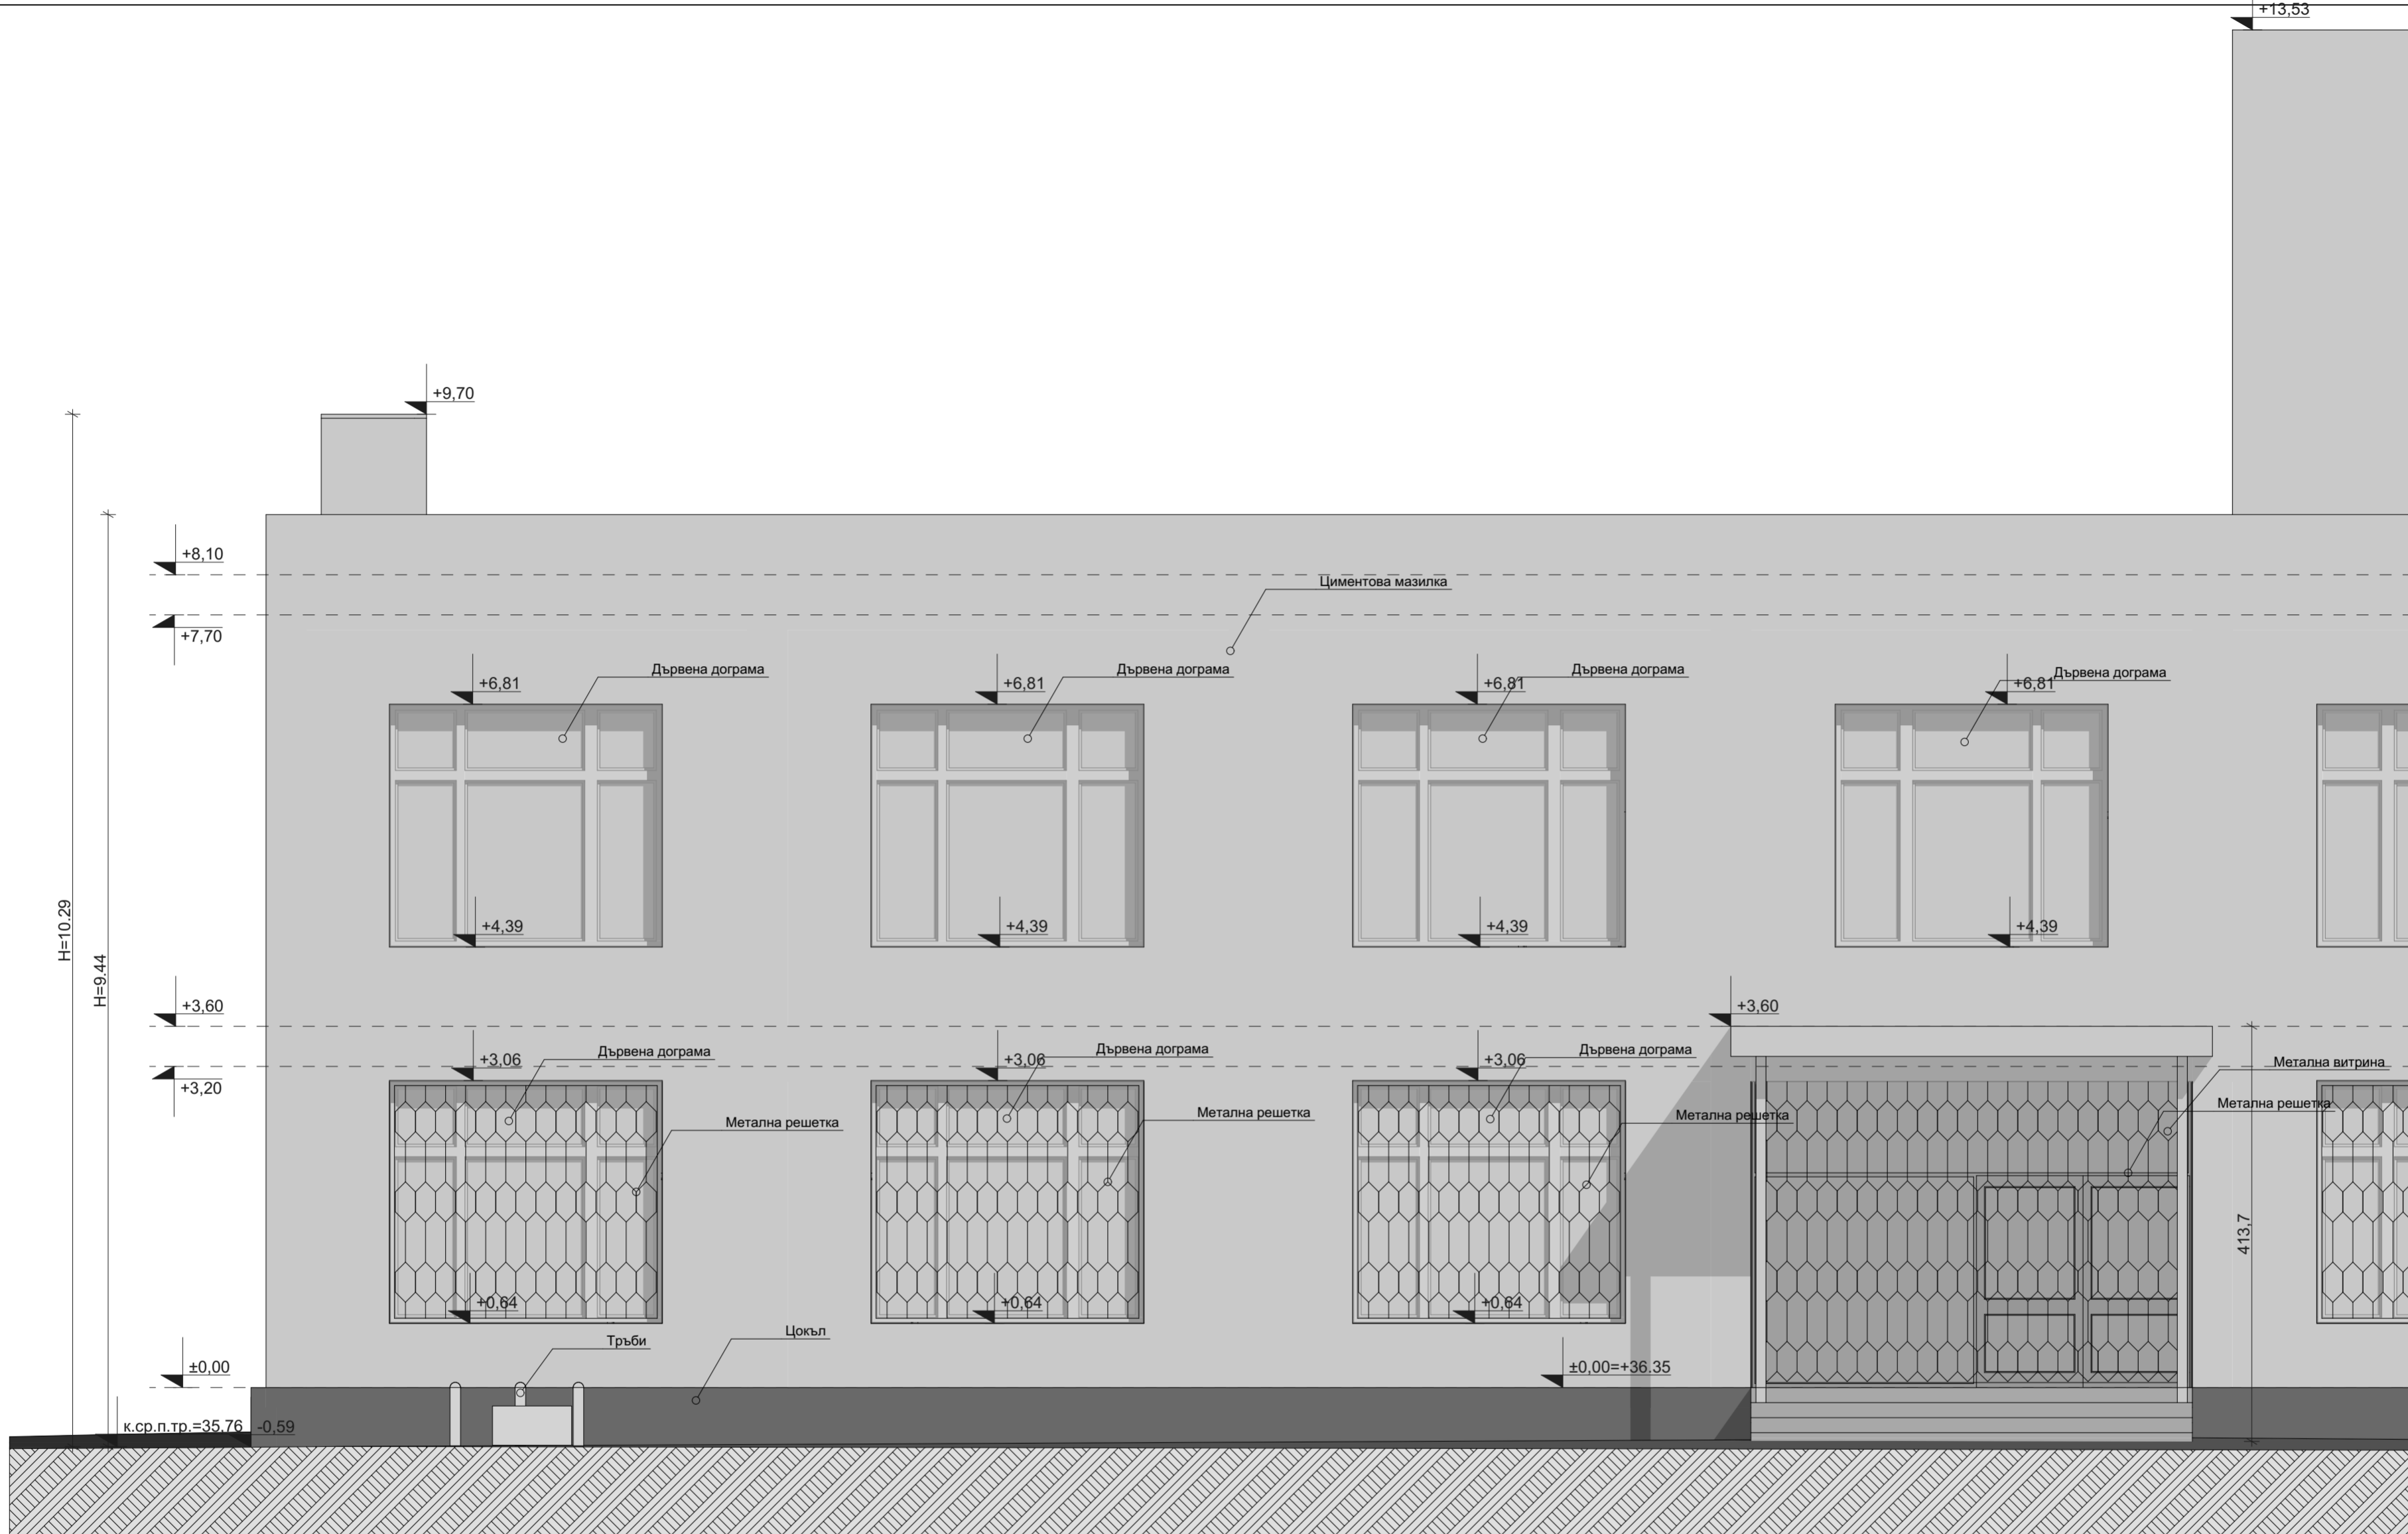 +13,53
+9,70
+8,10
Циментова мазилка
+7,70
Дървена дограма
Дървена дограма
Дървена дограма
Дървена дограма
+6,81
+6,81
+6,81
+6,81
H=10.29
H=9.44
+4,39
+4,39
+4,39
+4,39
+3,60
+3,60
+3,06
Дървена дограма
+3,06
Дървена дограма
+3,06
Дървена дограма
Метална витрина
+3,20
Метална решетка
Метална решетка
Метална решетка
Метална решетка
413,7
+0,64
+0,64
+0,64
Тръби
Цокъл
±0,00
±0,00=+36.35
к.ср.п.тр.=35,76
-0,59